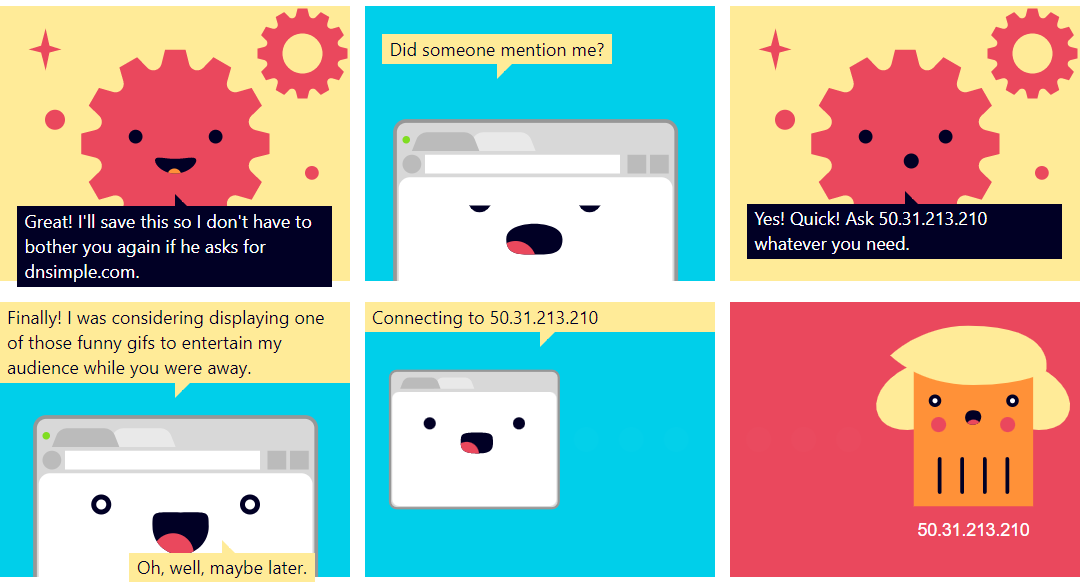 Great! I'll save this so I don't have to
bother you again if he asks for
dnsimple.com.
Did someone mention me?
Yes! Quick! Ask 50.31.213.210
whatever you need.
Finally! I was considering displaying one
of those funny gifs to entertain my
audience while you were away.
Oh, well, maybe later.
Connecting to 50.31.213.210
50.31.213.210